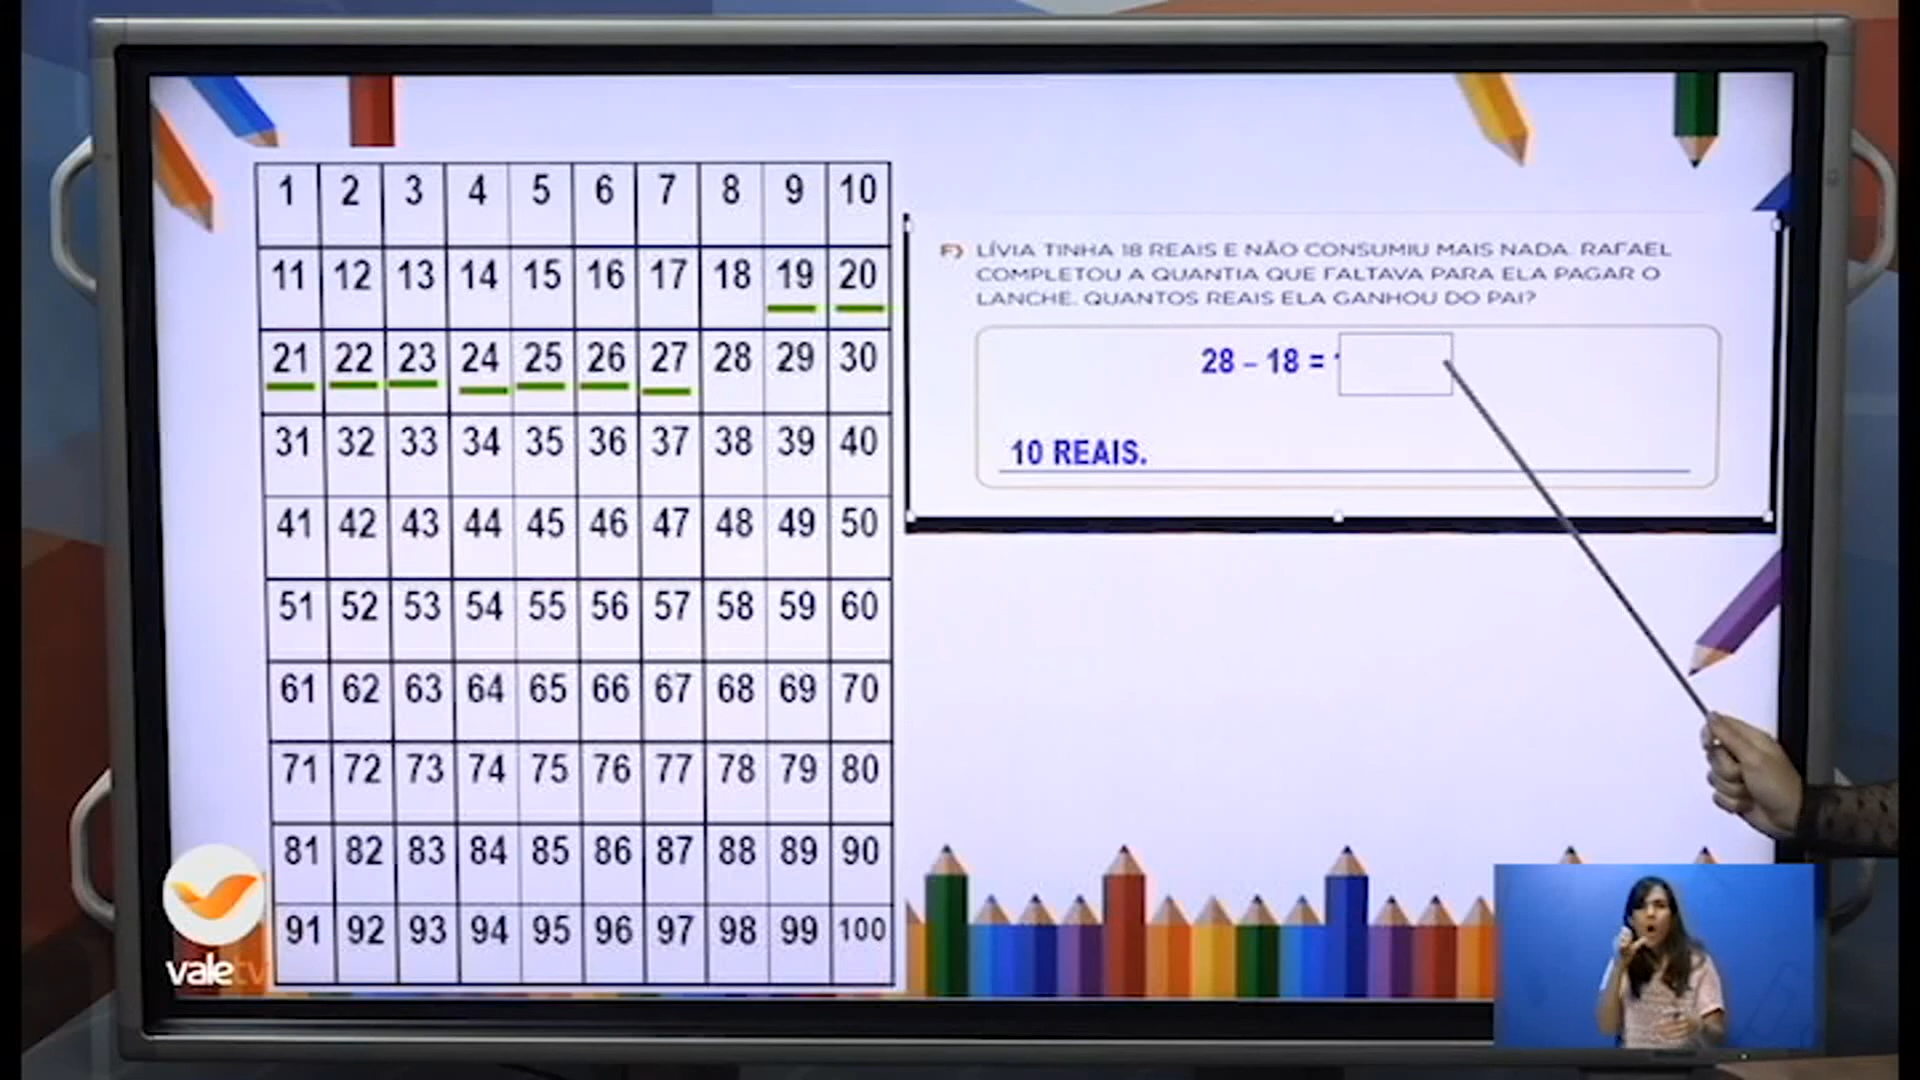 1 2 3 4 5 6 7 8 9 10
11 12 13 14 15 16 17 18 19 20
21 22 23 24 25 26 27 28 29 30
31 32 33 34 35 36 37 38 39 40
41 42 43 44 45 46 47 48 49 50
51 52 53 54 55 56 57 58 59 60
61 62 63 64 65 66 67 68 69 70
71 72 73 74 75 76 77 78 79 80
81 82 83 84 85 86 87 88 89 90
91 92 93 94 95 96 97 98 99 100
F) LÍVIA TINHA 18 REAIS E NÃO CONSUMIU MAIS NADA. RAFAEL
COMPLETOU A QUANTIA QUE FALTAVA PARA ELA PAGAR O
LANCHE. QUANTOS REAIS ELA GANHOU DO PAI?
28 – 18 =
10 REAIS.
valetv